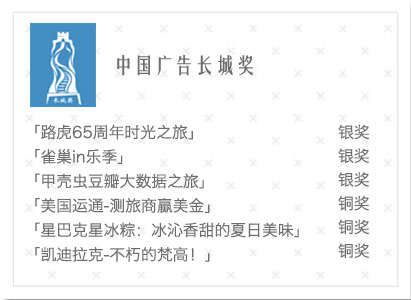 长城奖
中国广告长城奖
「路虎65周年时光之旅」 银奖
「雀巢in乐季」 银奖
「甲壳虫豆瓣大数据之旅」 银奖
「美国运通-测旅商赢美金」 铜奖
「星巴克星冰粽：冰沁香甜的夏日美味」 铜奖
「凯迪拉克-不朽的梵高！」 铜奖